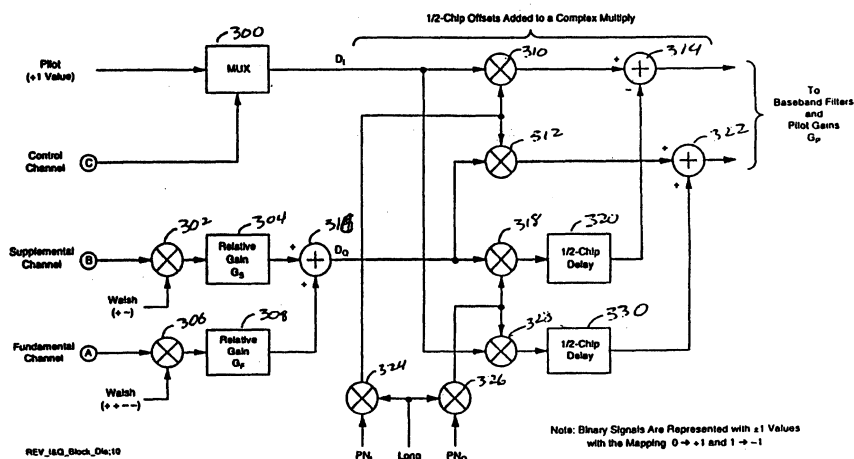 1/2-Chip Offsets Added to a Complex Multiply
300
310
314
Pilot
(+1 Value)
MUX
D_I
+
-
To
Baseband Filters
and
Pilot Gains
G_P
312
322
Control
Channel
C
+
+
302
304
318
320
Supplemental
Channel
B
Relative
Gain
G_S
+
+
D_Q
1/2-Chip
Delay
Walsh
(+ -)
306
308
328
330
Fundamental
Channel
A
Relative
Gain
G_F
1/2-Chip
Delay
Walsh
(+ + - -)
324
326
Note: Binary Signals Are Represented with ±1 Values
with the Mapping 0 → +1 and 1 → -1
REV_I&Q_Block_Die;10
PN_I
Long
PN_Q